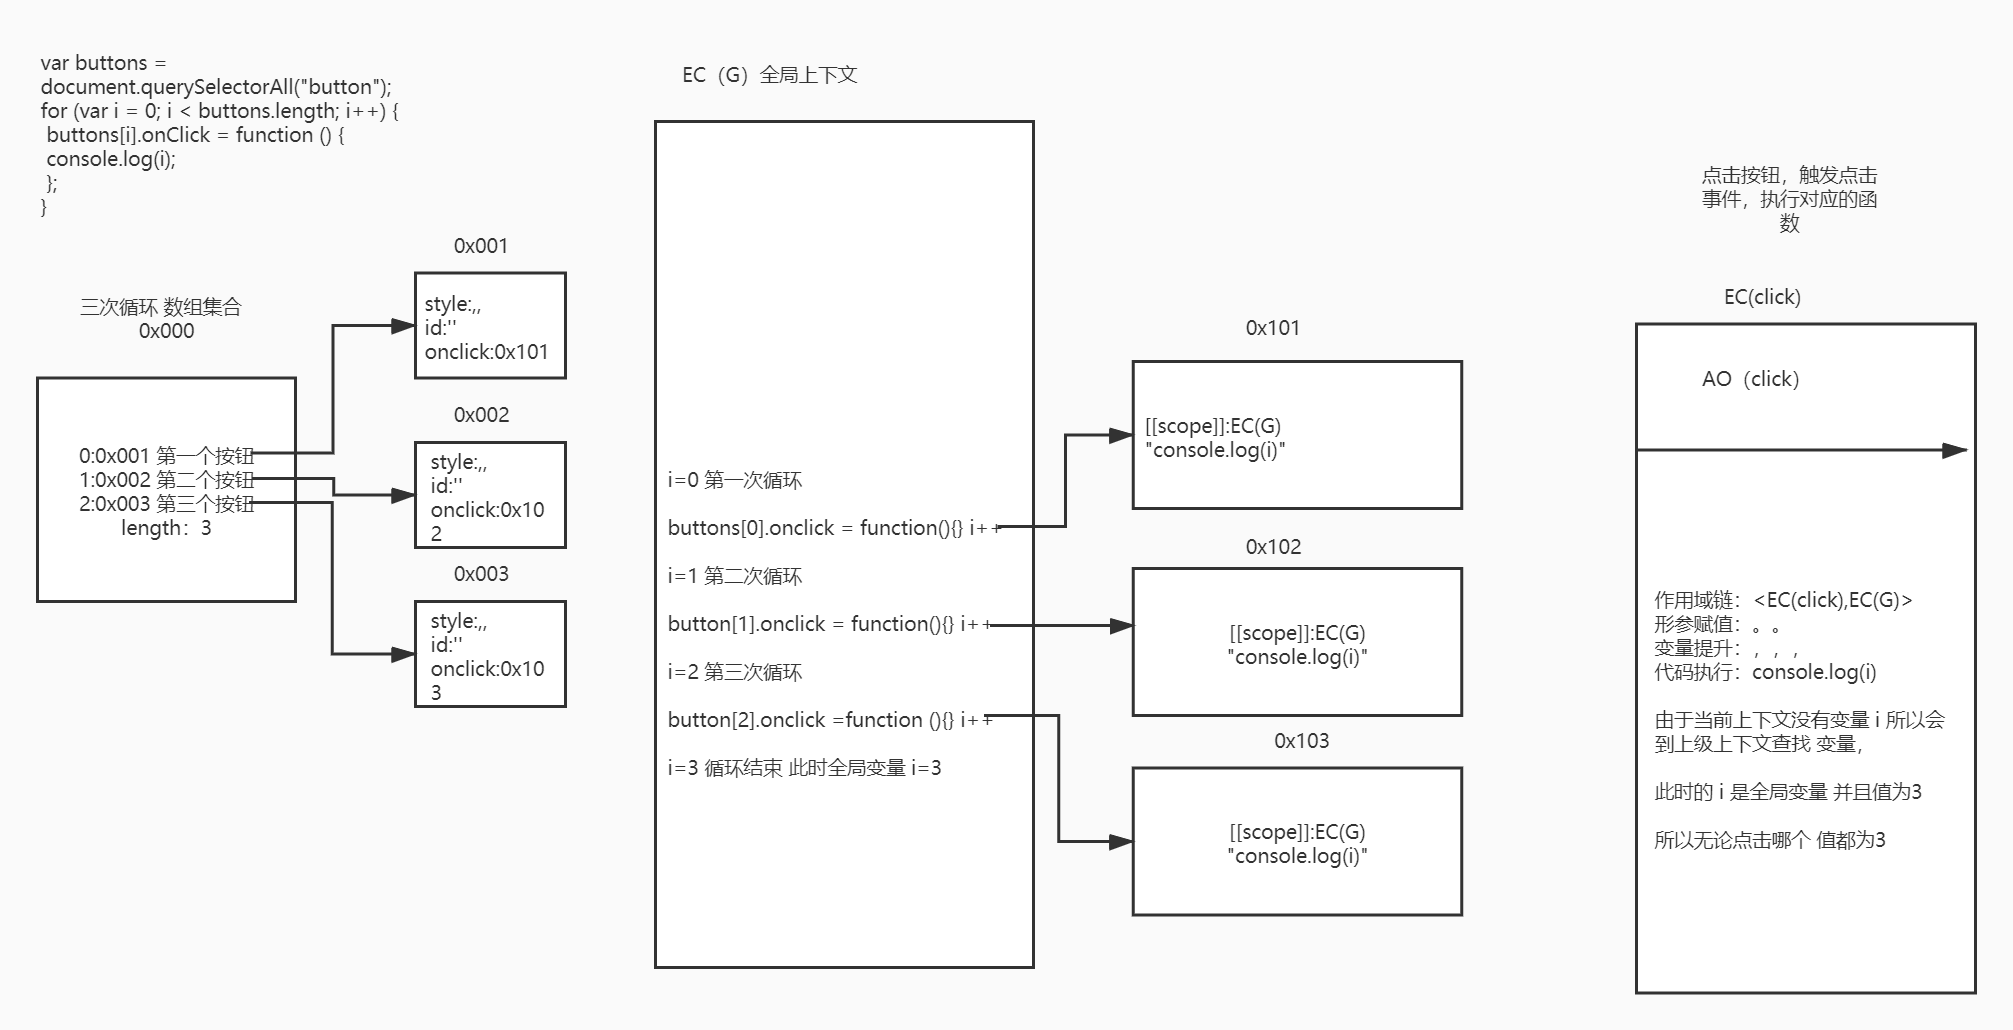 var buttons =
document.querySelectorAll("button");
for (var i = 0; i < buttons.length; i++) {
buttons[i].onClick = function () {
console.log(i);
};
}
三次循环 数组集合
0x000
0:0x001 第一个按钮
1:0x002 第二个按钮
2:0x003 第三个按钮
length：3
0x001
style:,,
id:''
onclick:0x101
0x002
style:,,
id:''
onclick:0x10
2
0x003
style:,,
id:''
onclick:0x10
3
EC（G）全局上下文
i=0 第一次循环
buttons[0].onclick = function(){} i++
i=1 第二次循环
button[1].onclick = function(){} i++
i=2 第三次循环
button[2].onclick =function (){} i++
i=3 循环结束 此时全局变量 i=3
0x101
[[scope]]:EC(G)
"console.log(i)"
0x102
[[scope]]:EC(G)
"console.log(i)"
0x103
[[scope]]:EC(G)
"console.log(i)"
点击按钮，触发点击
事件，执行对应的函
数
EC(click)
AO（click）
作用域链：<EC(click),EC(G)>
形参赋值：。。
变量提升：，，，
代码执行：console.log(i)
由于当前上下文没有变量 i 所以会
到上级上下文查找 变量，
此时的 i 是全局变量 并且值为3
所以无论点击哪个 值都为3